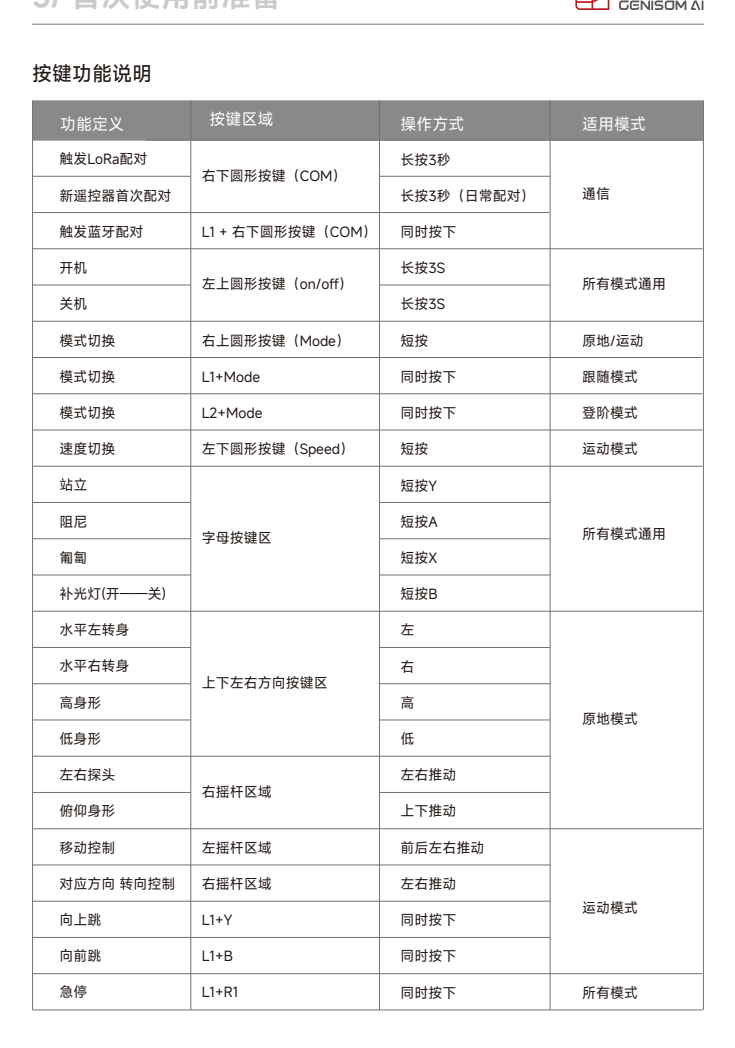 3/ 首次使用前准备
GENISOM AI
按键功能说明
功能定义 按键区域 操作方式 适用模式
触发LoRa配对 右下圆形按键（COM） 长按3秒 通信
新遥控器首次配对 长按3秒（日常配对）
触发蓝牙配对 L1 + 右下圆形按键（COM） 同时按下
开机 左上圆形按键（on/off） 长按3S 所有模式通用
关机 长按3S
模式切换 右上圆形按键（Mode） 短按 原地/运动
模式切换 L1+Mode 同时按下 跟随模式
模式切换 L2+Mode 同时按下 登阶模式
速度切换 左下圆形按键（Speed） 短按 运动模式
站立 字母按键区 短按Y 所有模式通用
阻尼 短按A
匍匐 短按X
补光灯(开——关) 短按B
水平左转身 上下左右方向按键区 左 原地模式
水平右转身 右
高身形 高
低身形 低
左右探头 右摇杆区域 左右推动
俯仰身形 上下推动
移动控制 左摇杆区域 前后左右推动 运动模式
对应方向 转向控制 右摇杆区域 左右推动
向上跳 L1+Y 同时按下
向前跳 L1+B 同时按下
急停 L1+R1 同时按下 所有模式